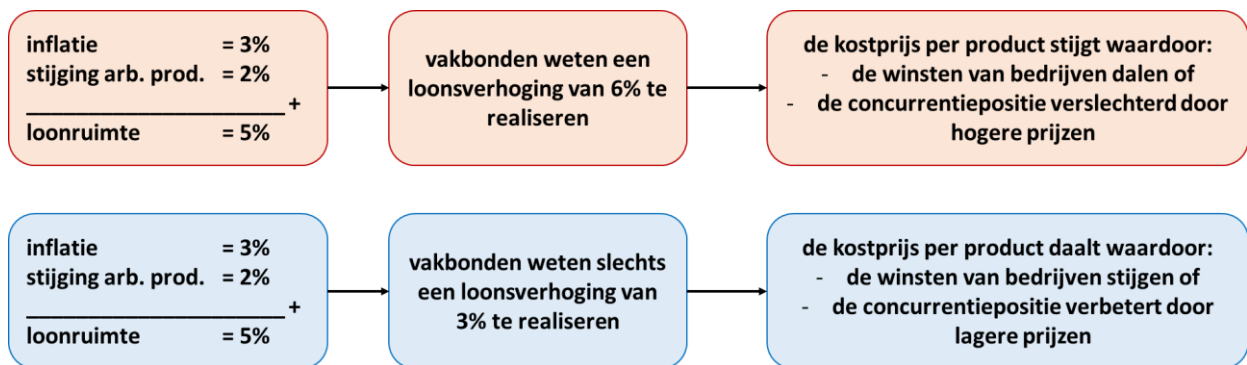 inflatie = 3%
stijging arb. prod. = 2%
______________________ +
loonruimte = 5%
vakbonden weten een
loonsverhoging van 6% te
realiseren
de kostprijs per product stijgt waardoor:
- de winsten van bedrijven dalen of
- de concurrentiepositie verslechterd door
hogere prijzen
inflatie = 3%
stijging arb. prod. = 2%
______________________ +
loonruimte = 5%
vakbonden weten slechts
een loonsverhoging van
3% te realiseren
de kostprijs per product daalt waardoor:
- de winsten van bedrijven stijgen of
- de concurrentiepositie verbetert door
lagere prijzen